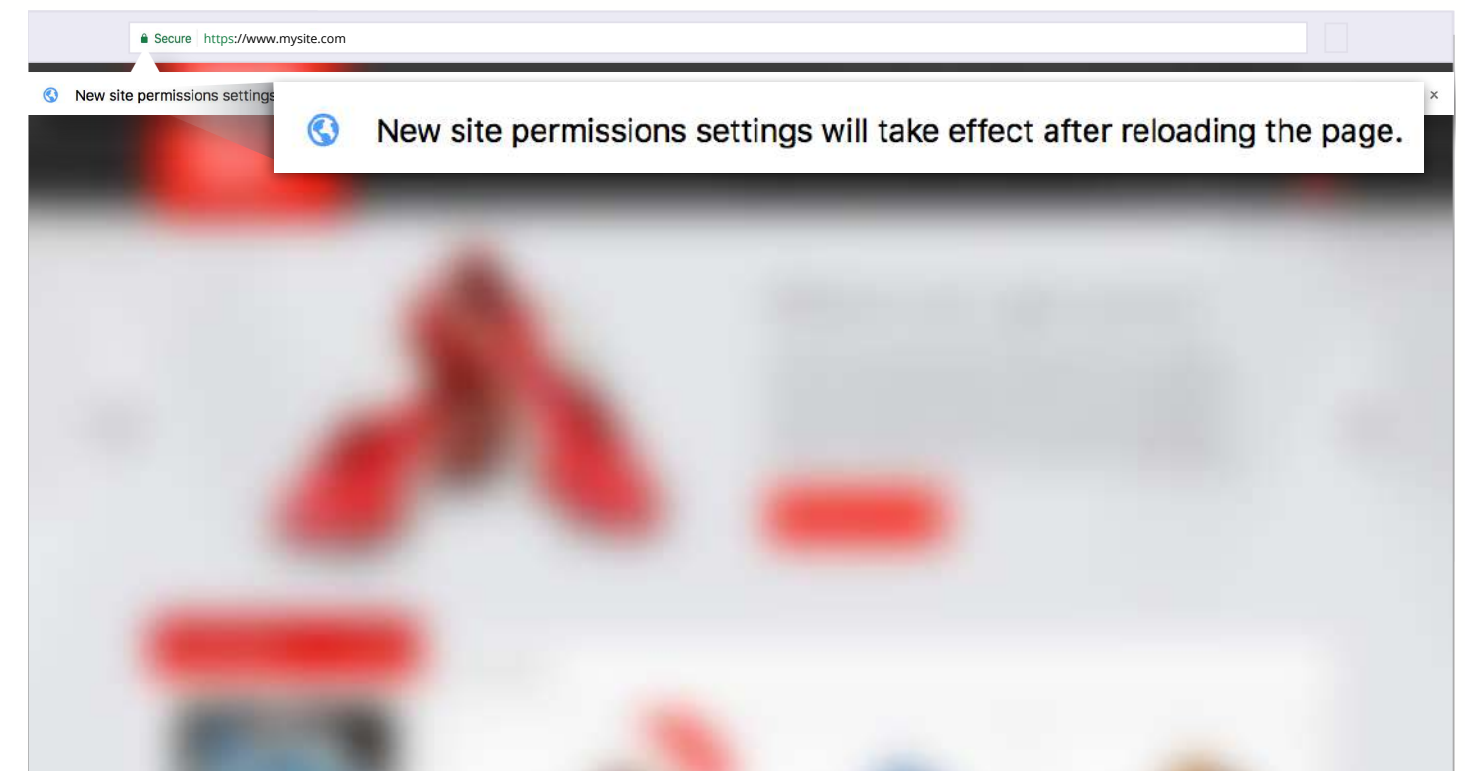 Secure https://www.mysite.com
New site permissions settings
New site permissions settings will take effect after reloading the page.